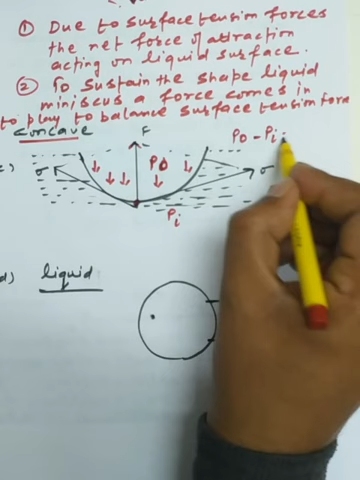 ① Due to surface tension forces
the net force of attraction
acting on liquid surface.
② To sustain the shape liquid
miniscus a force comes in
to play to balance surface tension force
concave
F
P0 - Pi =
c)
σ
P0
σ
Pi
d) liquid